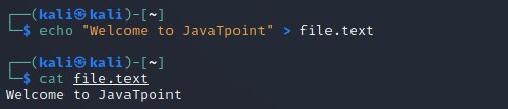 ┌──(kali㉿kali)-[~]
└─$ echo "Welcome to JavaTpoint" > file.text
┌──(kali㉿kali)-[~]
└─$ cat file.text
Welcome to JavaTpoint